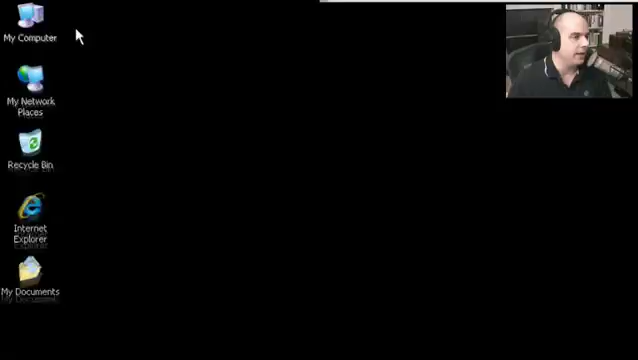 My Computer
My Network
Places
Recycle Bin
Internet
Explorer
My Documents